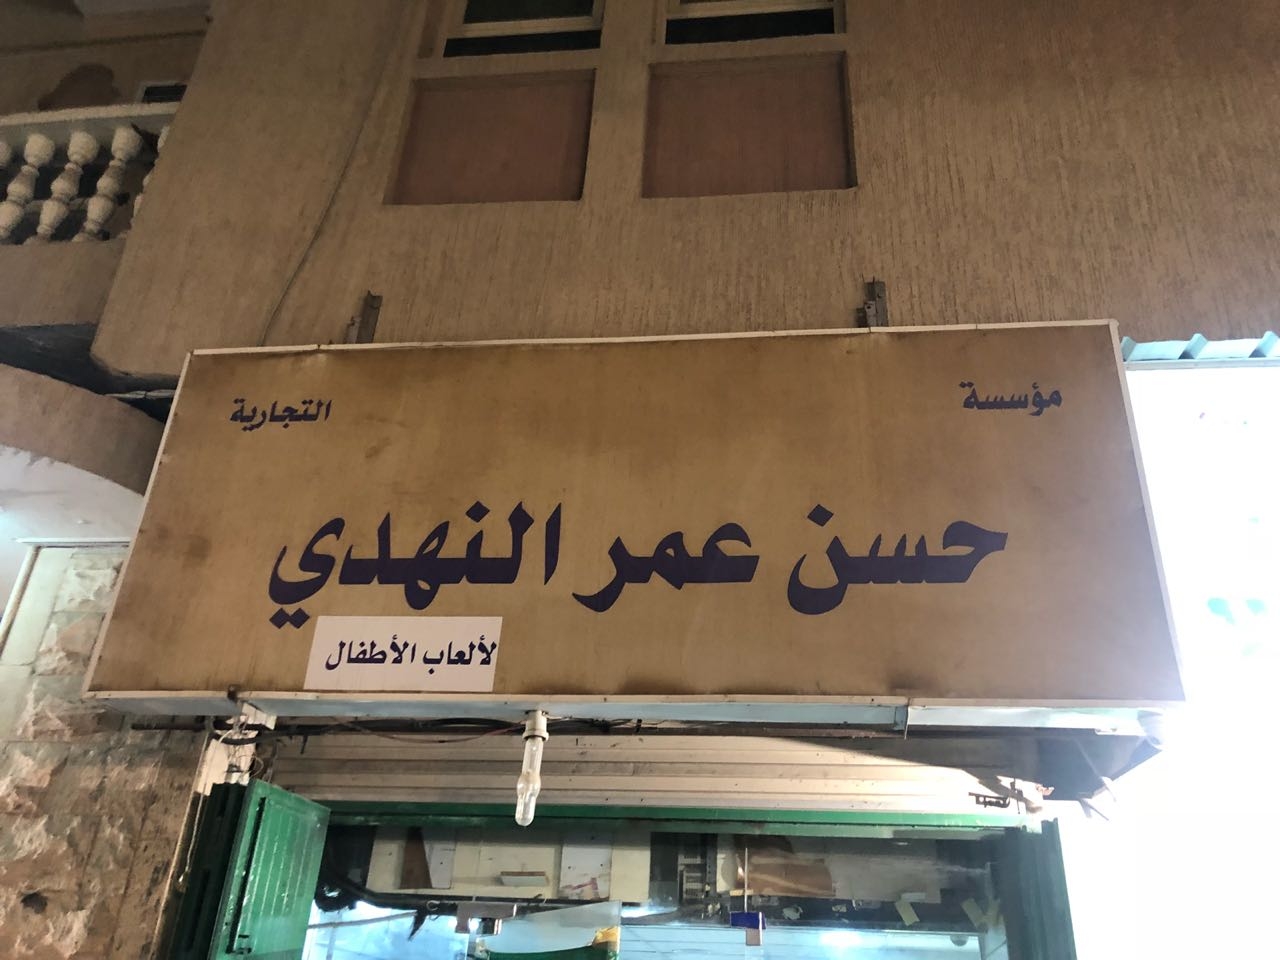 مؤسسة التجارية
حسن عمر النهدي
لألعاب الأطفال